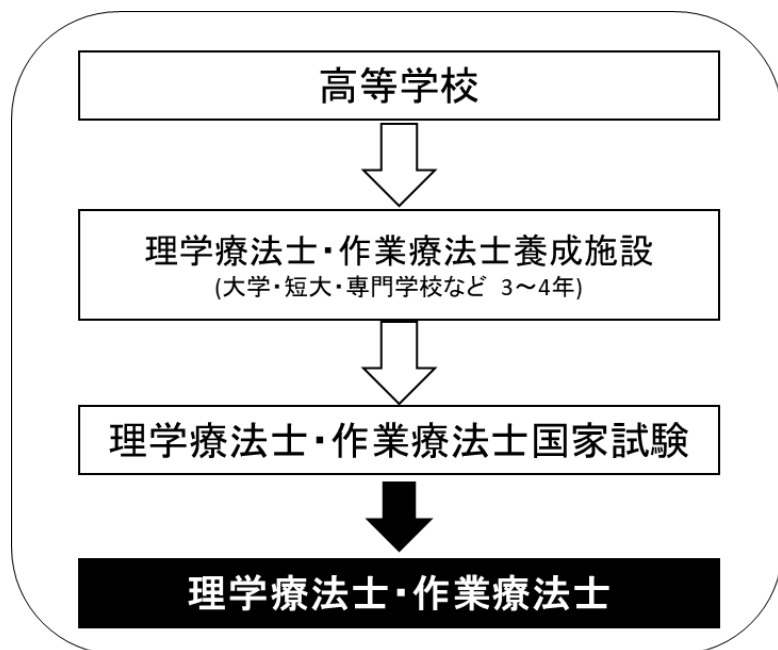 高等学校
理学療法士・作業療法士養成施設
(大学・短大・専門学校など 3〜4年)
理学療法士・作業療法士国家試験
理学療法士・作業療法士